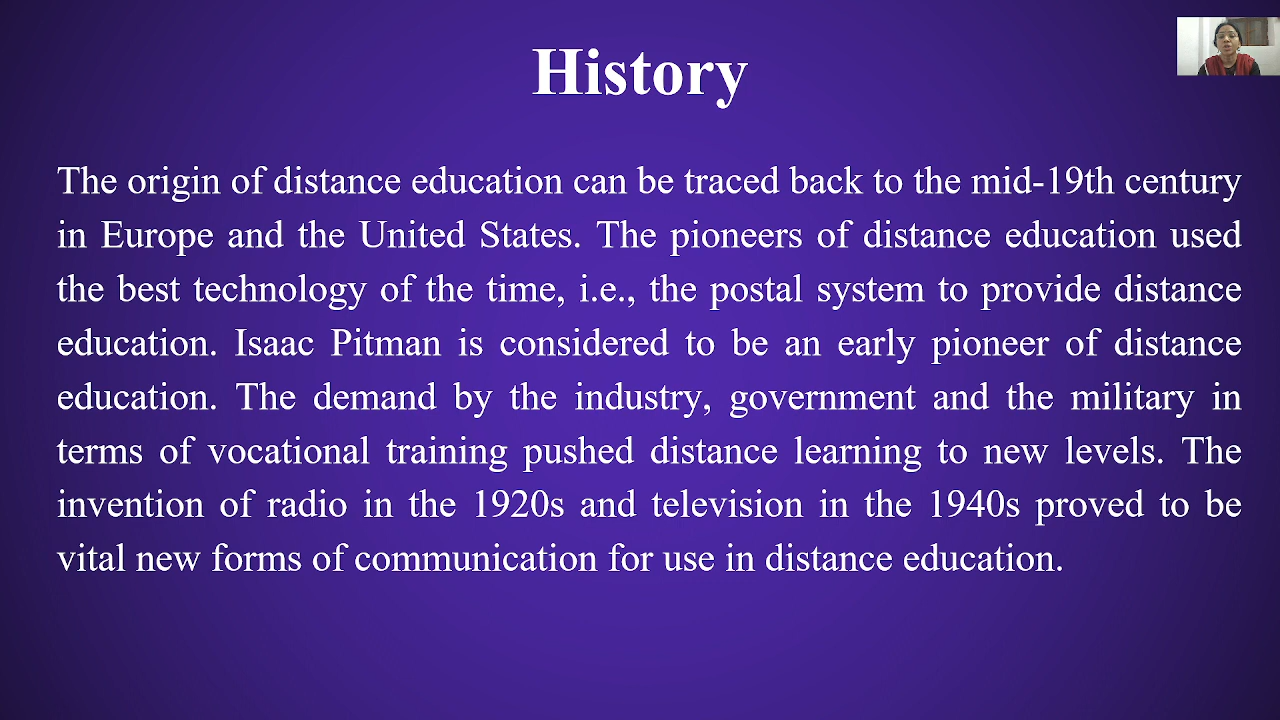 History
The origin of distance education can be traced back to the mid-19th century
in Europe and the United States. The pioneers of distance education used
the best technology of the time, i.e., the postal system to provide distance
education. Isaac Pitman is considered to be an early pioneer of distance
education. The demand by the industry, government and the military in
terms of vocational training pushed distance learning to new levels. The
invention of radio in the 1920s and television in the 1940s proved to be
vital new forms of communication for use in distance education.